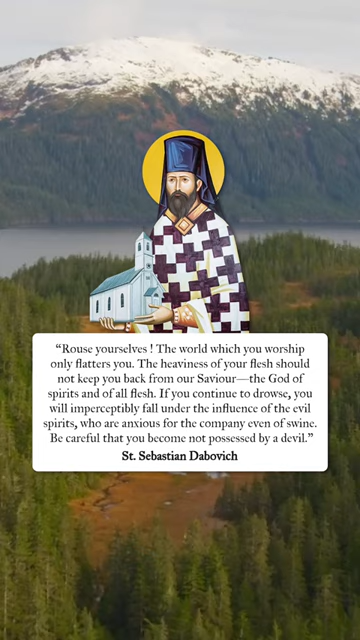 “Rouse yourselves ! The world which you worship
only flatters you. The heaviness of your flesh should
not keep you back from our Saviour—the God of
spirits and of all flesh. If you continue to drowse, you
will imperceptibly fall under the influence of the evil
spirits, who are anxious for the company even of swine.
Be careful that you become not possessed by a devil.”
St. Sebastian Dabovich